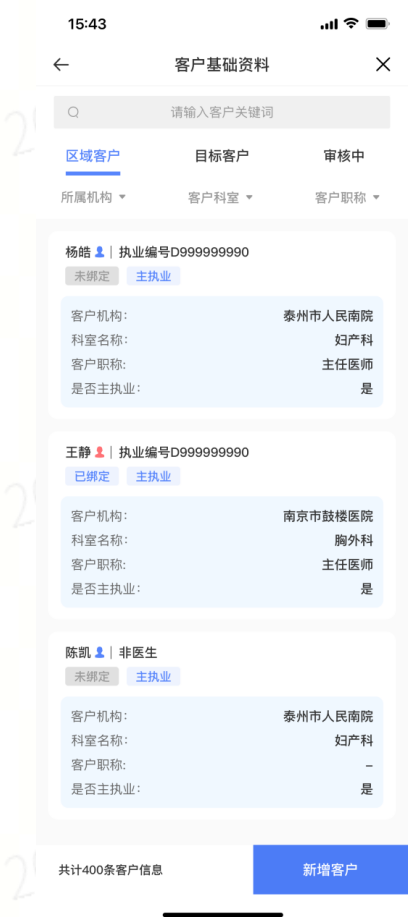 15:43
客户基础资料
请输入客户关键词
区域客户 目标客户 审核中
所属机构 客户科室 客户职称
杨皓 | 执业编号D999999990
未绑定 主执业
客户机构: 泰州市人民南院
科室名称: 妇产科
客户职称: 主任医师
是否主执业: 是
王静 | 执业编号D999999990
已绑定 主执业
客户机构: 南京市鼓楼医院
科室名称: 胸外科
客户职称: 主任医师
是否主执业: 是
陈凯 | 非医生
未绑定 主执业
客户机构: 泰州市人民南院
科室名称: 妇产科
客户职称: –
是否主执业: 是
共计400条客户信息 新增客户